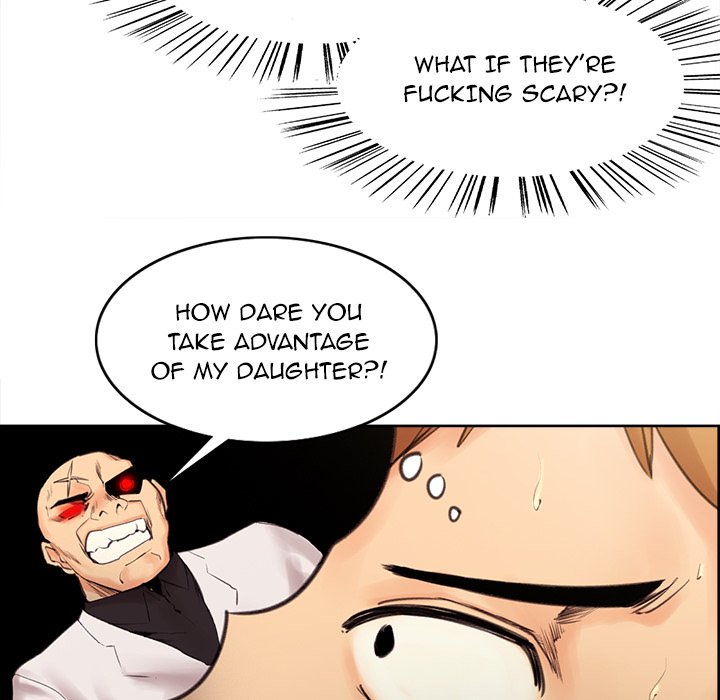 WHAT IF THEY'RE
FUCKING SCARY?!
HOW DARE YOU
TAKE ADVANTAGE
OF MY DAUGHTER?!